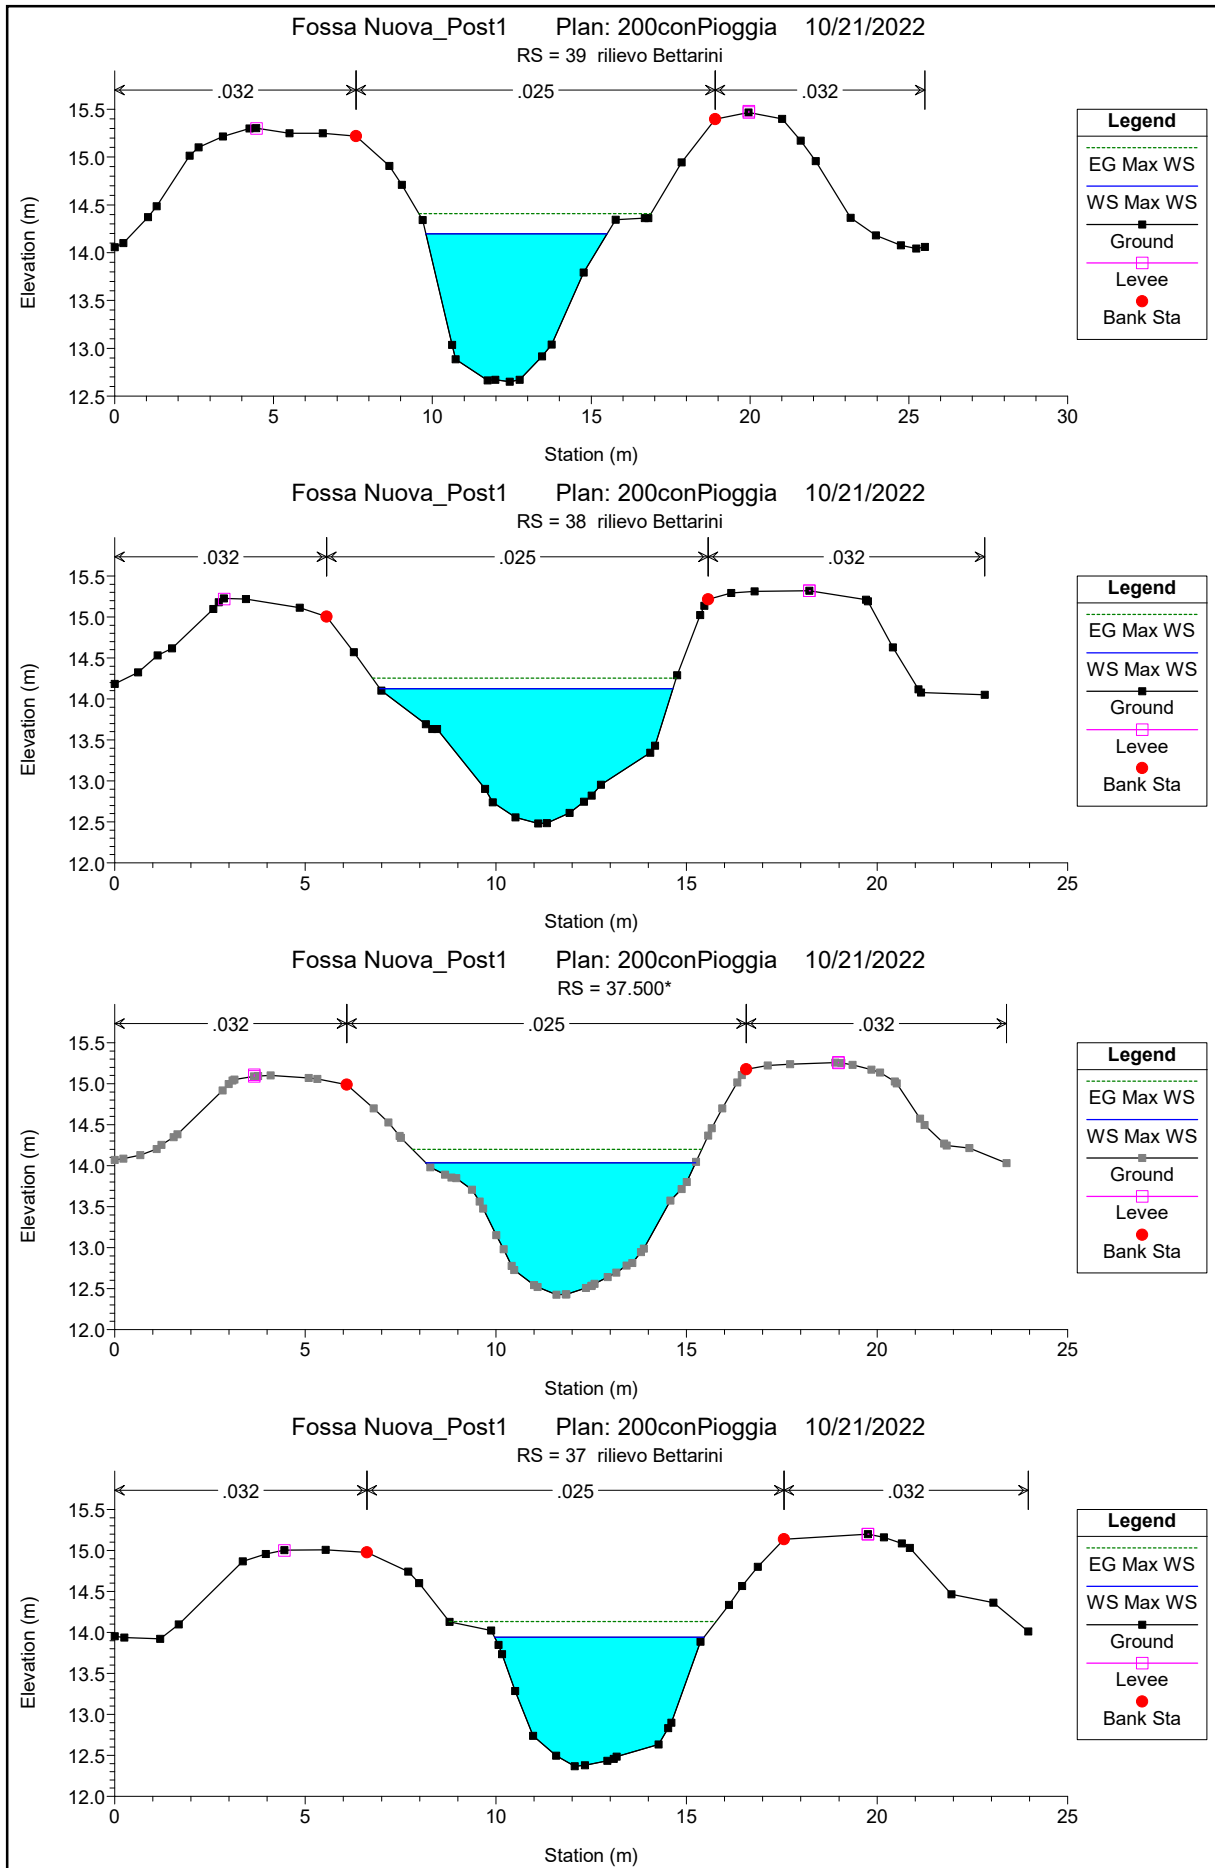 Fossa Nuova_Post1 Plan: 200conPioggia 10/21/2022
RS = 39 rilievo Bettarini
.032 .025 .032
15.5
15.0
14.5
14.0
13.5
13.0
12.5
Elevation (m)
0 5 10 15 20 25 30
Station (m)
Legend
EG Max WS
WS Max WS
Ground
Levee
Bank Sta
Fossa Nuova_Post1 Plan: 200conPioggia 10/21/2022
RS = 38 rilievo Bettarini
.032 .025 .032
15.5
15.0
14.5
14.0
13.5
13.0
12.5
12.0
Elevation (m)
0 5 10 15 20 25
Station (m)
Legend
EG Max WS
WS Max WS
Ground
Levee
Bank Sta
Fossa Nuova_Post1 Plan: 200conPioggia 10/21/2022
RS = 37.500*
.032 .025 .032
15.5
15.0
14.5
14.0
13.5
13.0
12.5
12.0
Elevation (m)
0 5 10 15 20 25
Station (m)
Legend
EG Max WS
WS Max WS
Ground
Levee
Bank Sta
Fossa Nuova_Post1 Plan: 200conPioggia 10/21/2022
RS = 37 rilievo Bettarini
.032 .025 .032
15.5
15.0
14.5
14.0
13.5
13.0
12.5
12.0
Elevation (m)
0 5 10 15 20 25
Station (m)
Legend
EG Max WS
WS Max WS
Ground
Levee
Bank Sta